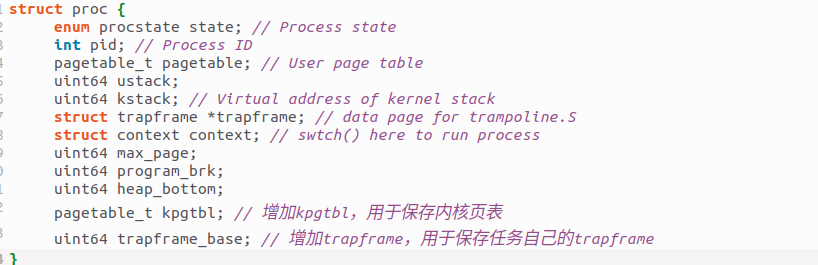 struct proc {
enum procstate state; // Process state
int pid; // Process ID
pagetable_t pagetable; // User page table
uint64 ustack;
uint64 kstack; // Virtual address of kernel stack
struct trapframe *trapframe; // data page for trampoline.S
struct context context; // swtch() here to run process
uint64 max_page;
uint64 program_brk;
uint64 heap_bottom;
pagetable_t kpgtbl; // 增加kpgtbl，用于保存内核页表
uint64 trapframe_base; // 增加trapframe，用于保存任务自己的trapframe
}